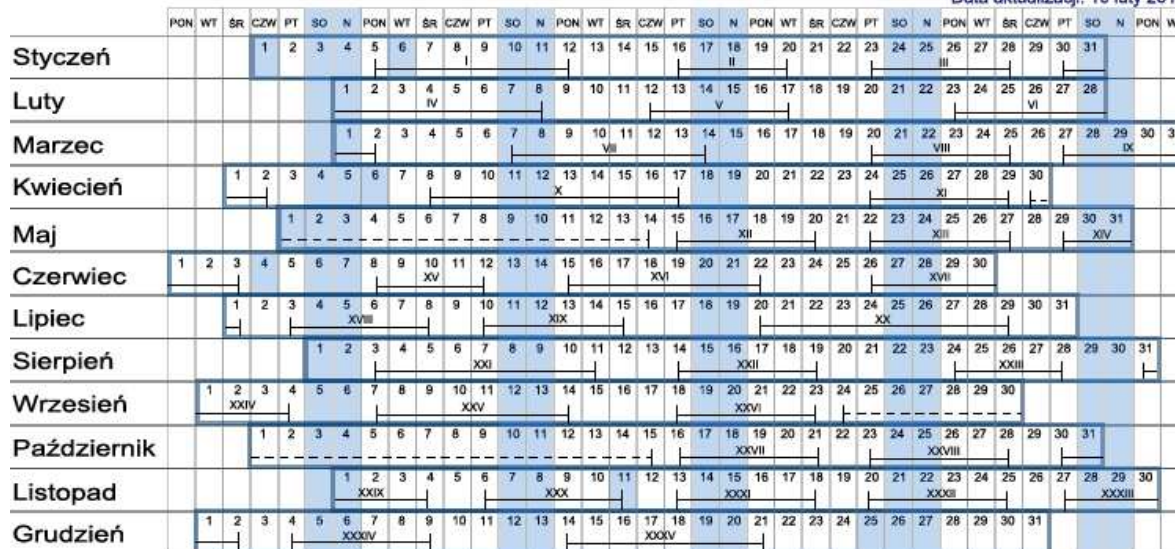 PON WT ŚR CZW PT SO N PON WT ŚR CZW PT SO N PON WT ŚR CZW PT SO N PON WT ŚR CZW PT SO N PON WT ŚR CZW PT SO N PON
Styczeń 1 2 3 4 5 6 7 8 9 10 11 12 13 14 15 16 17 18 19 20 21 22 23 24 25 26 27 28 29 30 31
I II III
Luty 1 2 3 4 5 6 7 8 9 10 11 12 13 14 15 16 17 18 19 20 21 22 23 24 25 26 27 28
IV V VI
Marzec 1 2 3 4 5 6 7 8 9 10 11 12 13 14 15 16 17 18 19 20 21 22 23 24 25 26 27 28 29 30
VII VIII IX
Kwiecień 1 2 3 4 5 6 7 8 9 10 11 12 13 14 15 16 17 18 19 20 21 22 23 24 25 26 27 28 29 30
X XI
Maj 1 2 3 4 5 6 7 8 9 10 11 12 13 14 15 16 17 18 19 20 21 22 23 24 25 26 27 28 29 30 31
XII XIII XIV
Czerwiec 1 2 3 4 5 6 7 8 9 10 11 12 13 14 15 16 17 18 19 20 21 22 23 24 25 26 27 28 29 30
XV XVI XVII
Lipiec 1 2 3 4 5 6 7 8 9 10 11 12 13 14 15 16 17 18 19 20 21 22 23 24 25 26 27 28 29 30 31
XVIII XIX XX
Sierpień 1 2 3 4 5 6 7 8 9 10 11 12 13 14 15 16 17 18 19 20 21 22 23 24 25 26 27 28 29 30 31
XXI XXII XXIII
Wrzesień 1 2 3 4 5 6 7 8 9 10 11 12 13 14 15 16 17 18 19 20 21 22 23 24 25 26 27 28 29 30
XXIV XXV XXVI
Październik 1 2 3 4 5 6 7 8 9 10 11 12 13 14 15 16 17 18 19 20 21 22 23 24 25 26 27 28 29 30 31
XXVII XXVIII
Listopad 1 2 3 4 5 6 7 8 9 10 11 12 13 14 15 16 17 18 19 20 21 22 23 24 25 26 27 28 29 30
XXIX XXX XXXI XXXII XXXIII
Grudzień 1 2 3 4 5 6 7 8 9 10 11 12 13 14 15 16 17 18 19 20 21 22 23 24 25 26 27 28 29 30 31
XXXIV XXXV